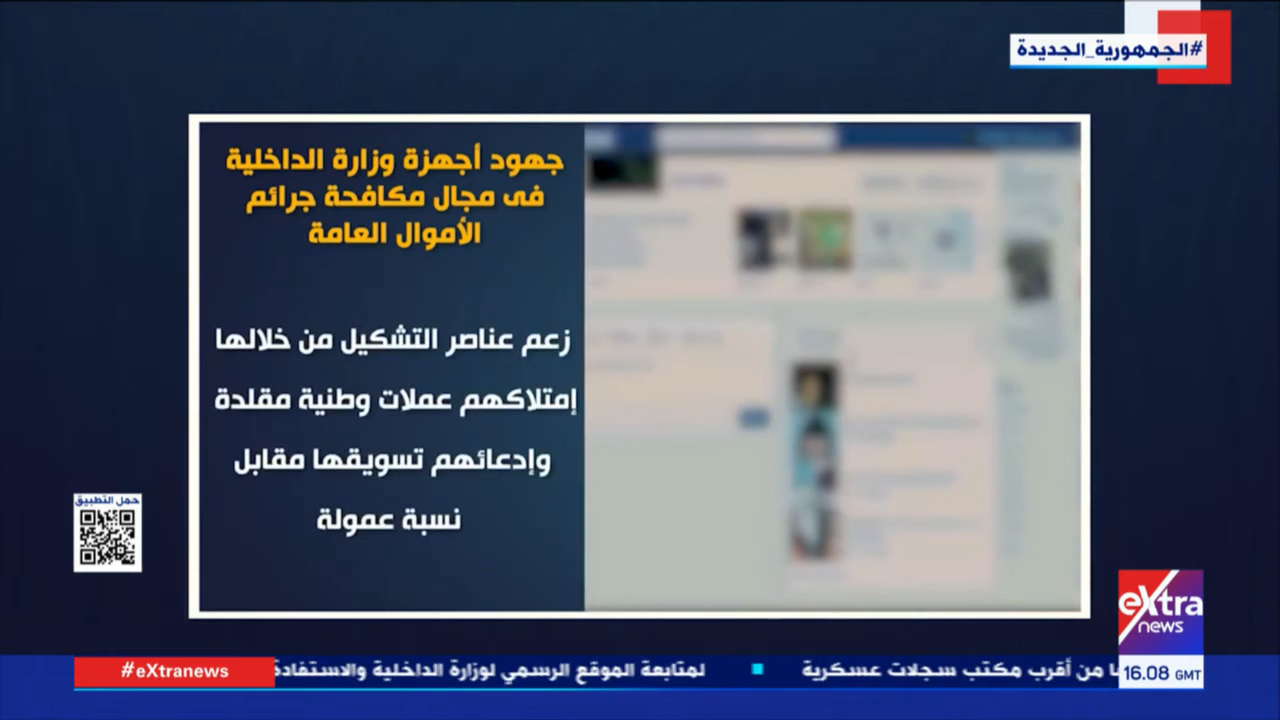 #الجمهورية_الجديدة
جهود أجهزة وزارة الداخلية
فى مجال مكافحة جرائم
الأموال العامة
زعم عناصر التشكيل من خلالها
إمتلاكهم عملات وطنية مقلدة
وإدعائهم تسويقها مقابل
نسبة عمولة
حمل التطبيق
eXtra
news
من أقرب مكتب سجلات عسكرية
لمتابعة الموقع الرسمي لوزارة الداخلية والاستفادة
#eXtranews
16.08 GMT